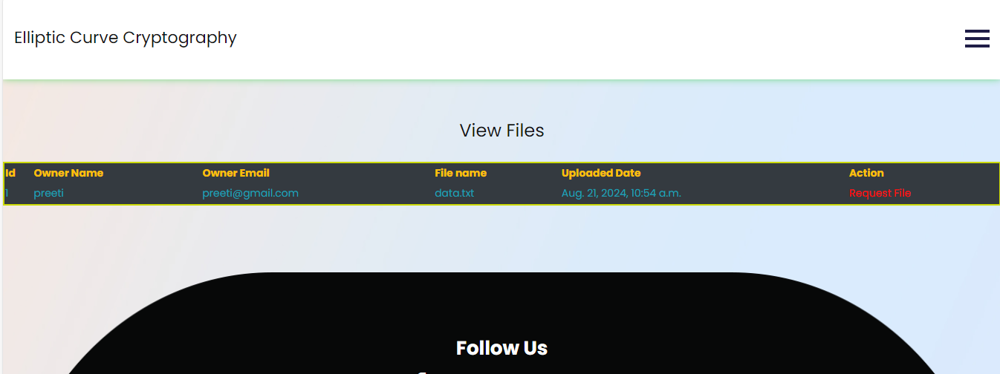 Elliptic Curve Cryptography
View Files
Id Owner Name Owner Email File name Uploaded Date Action
1 preeti preeti@gmail.com data.txt Aug. 21, 2024, 10:54 a.m. Request File
Follow Us